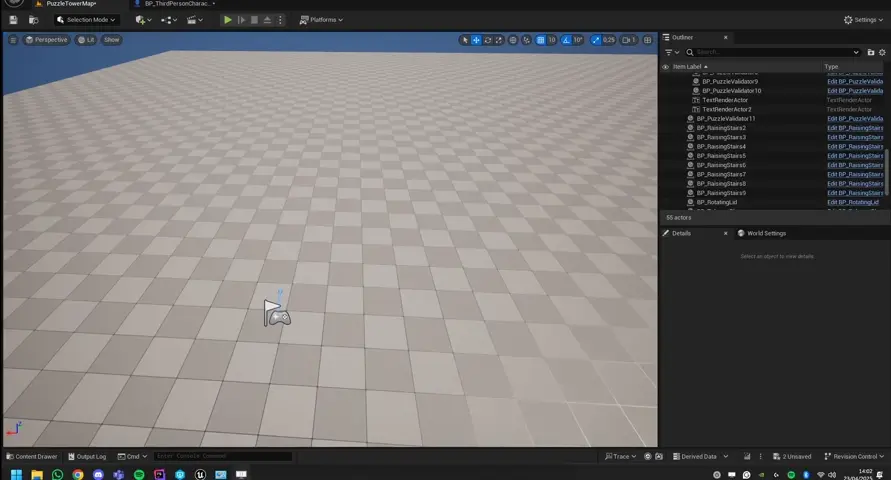 PuzzleTowerMap*
BP_ThirdPersonCharac..*
Selection Mode
Platforms
Settings
Perspective
Lit
Show
10
10°
0.25
1
Outliner
Search...
Item Label
Type
BP_PuzzleValidator9
Edit BP_PuzzleValida
BP_PuzzleValidator10
Edit BP_PuzzleValida
TextRenderActor
TextRenderActor
TextRenderActor2
TextRenderActor
BP_PuzzleValidator11
Edit BP_PuzzleValida
BP_RaisingStairs2
Edit BP_RaisingStairs
BP_RaisingStairs3
Edit BP_RaisingStairs
BP_RaisingStairs4
Edit BP_RaisingStairs
BP_RaisingStairs5
Edit BP_RaisingStairs
BP_RaisingStairs6
Edit BP_RaisingStairs
BP_RaisingStairs7
Edit BP_RaisingStairs
BP_RaisingStairs8
Edit BP_RaisingStairs
BP_RaisingStairs9
Edit BP_RaisingStairs
BP_RotatingLid
Edit BP_RotatingLid
55 actors
Details
World Settings
Select an object to view details.
Z
Content Drawer
Output Log
Cmd
Enter Console Command
Trace
Derived Data
2 Unsaved
Revision Control
14:02
23/04/2025